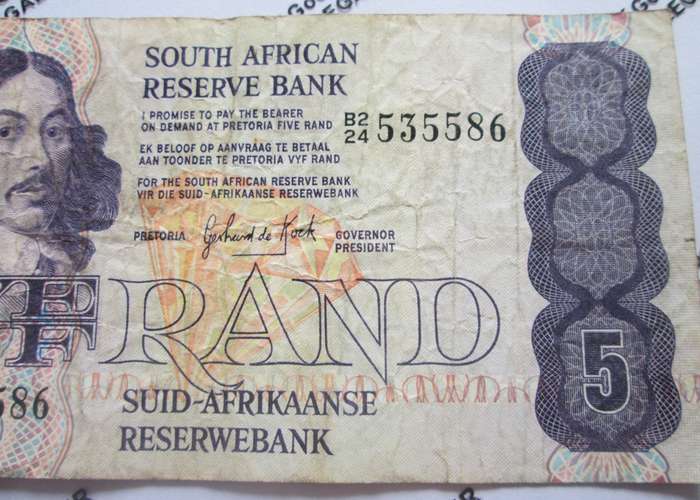 SOUTH AFRICAN
RESERVE BANK
I PROMISE TO PAY THE BEARER
ON DEMAND AT PRETORIA FIVE RAND
B2
24 535586
EK BELOOF OP AANVRAAG TE BETAAL
AAN TOONDER TE PRETORIA VYF RAND
FOR THE SOUTH AFRICAN RESERVE BANK
VIR DIE SUID-AFRIKAANSE RESERWEBANK
PRETORIA Gerhard de Kock GOVERNOR
PRESIDENT
RAND
5
586
SUID-AFRIKAANSE
RESERWEBANK